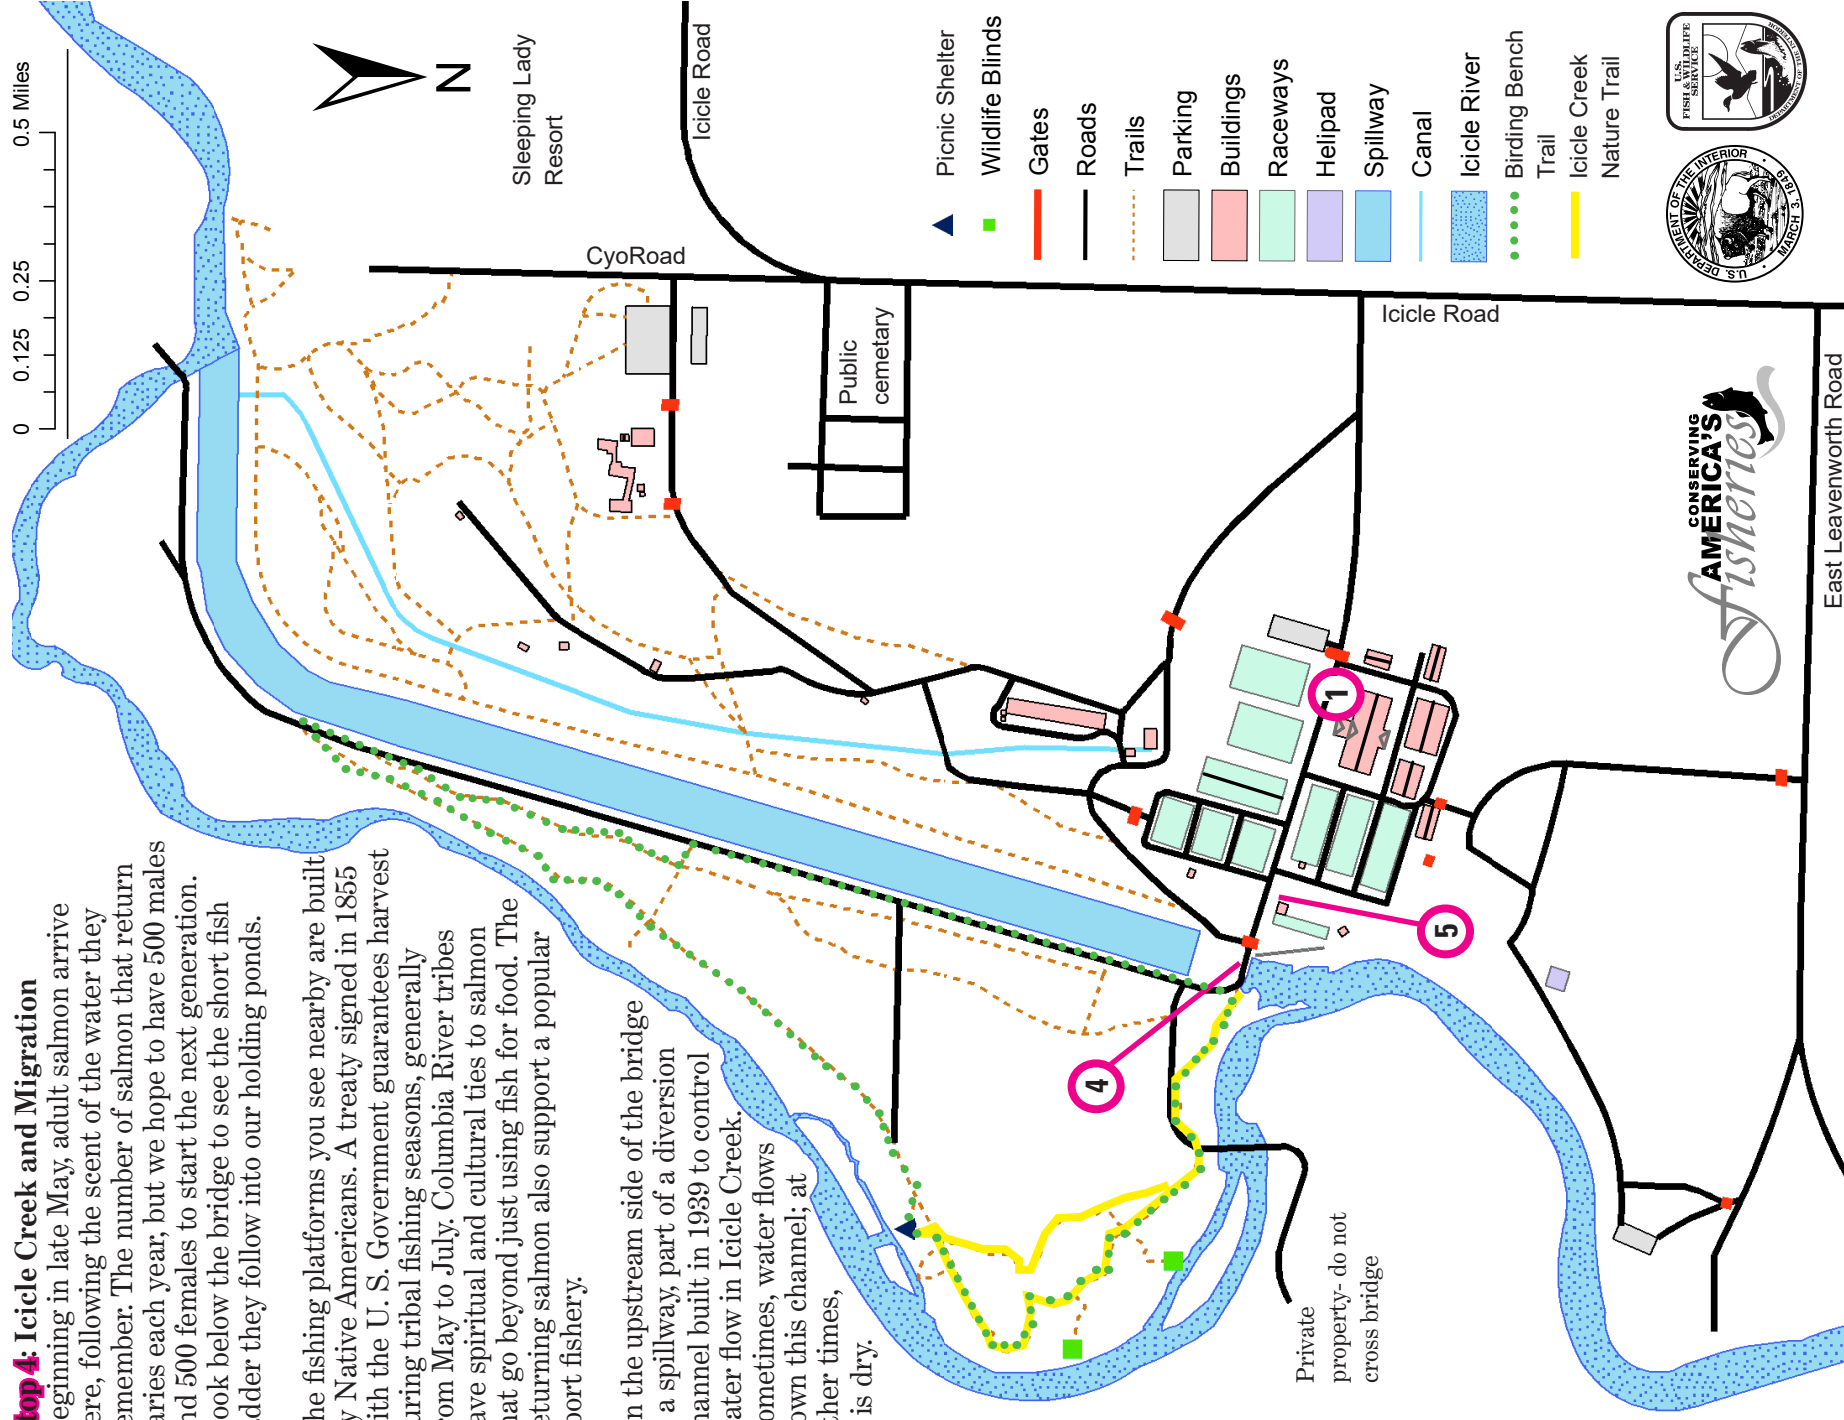 top 4: Icicle Creek and Migration
eginning in late May, adult salmon arrive
ere, following the scent of the water they
emember. The number of salmon that return
aries each year, but we hope to have 500 males
nd 500 females to start the next generation.
ook below the bridge to see the short fish
dder they follow into our holding ponds.
he fishing platforms you see nearby are built
y Native Americans. A treaty signed in 1855
ith the U. S. Government guarantees harvest
uring tribal fishing seasons, generally
rom May to July. Columbia River tribes
ave spiritual and cultural ties to salmon
hat go beyond just using fish for food. The
eturning salmon also support a popular
port fishery.
n the upstream side of the bridge
a spillway, part of a diversion
hannel built in 1939 to control
ater flow in Icicle Creek.
ometimes, water flows
own this channel; at
ther times,
is dry.
0 0.125 0.25 0.5 Miles
N
Sleeping Lady
Resort
Icicle Road
CyoRoad
Public
cemetary
Icicle Road
East Leavenworth Road
Private
property- do not
cross bridge
1
4
5
Picnic Shelter
Wildlife Blinds
Gates
Roads
Trails
Parking
Buildings
Raceways
Helipad
Spillway
Canal
Icicle River
Birding Bench
Trail
Icicle Creek
Nature Trail
CONSERVING
AMERICA'S
Fisheries
U.S. DEPARTMENT OF THE INTERIOR
MARCH 3, 1849
U.S.
FISH & WILDLIFE
SERVICE
DEPARTMENT OF THE INTERIOR